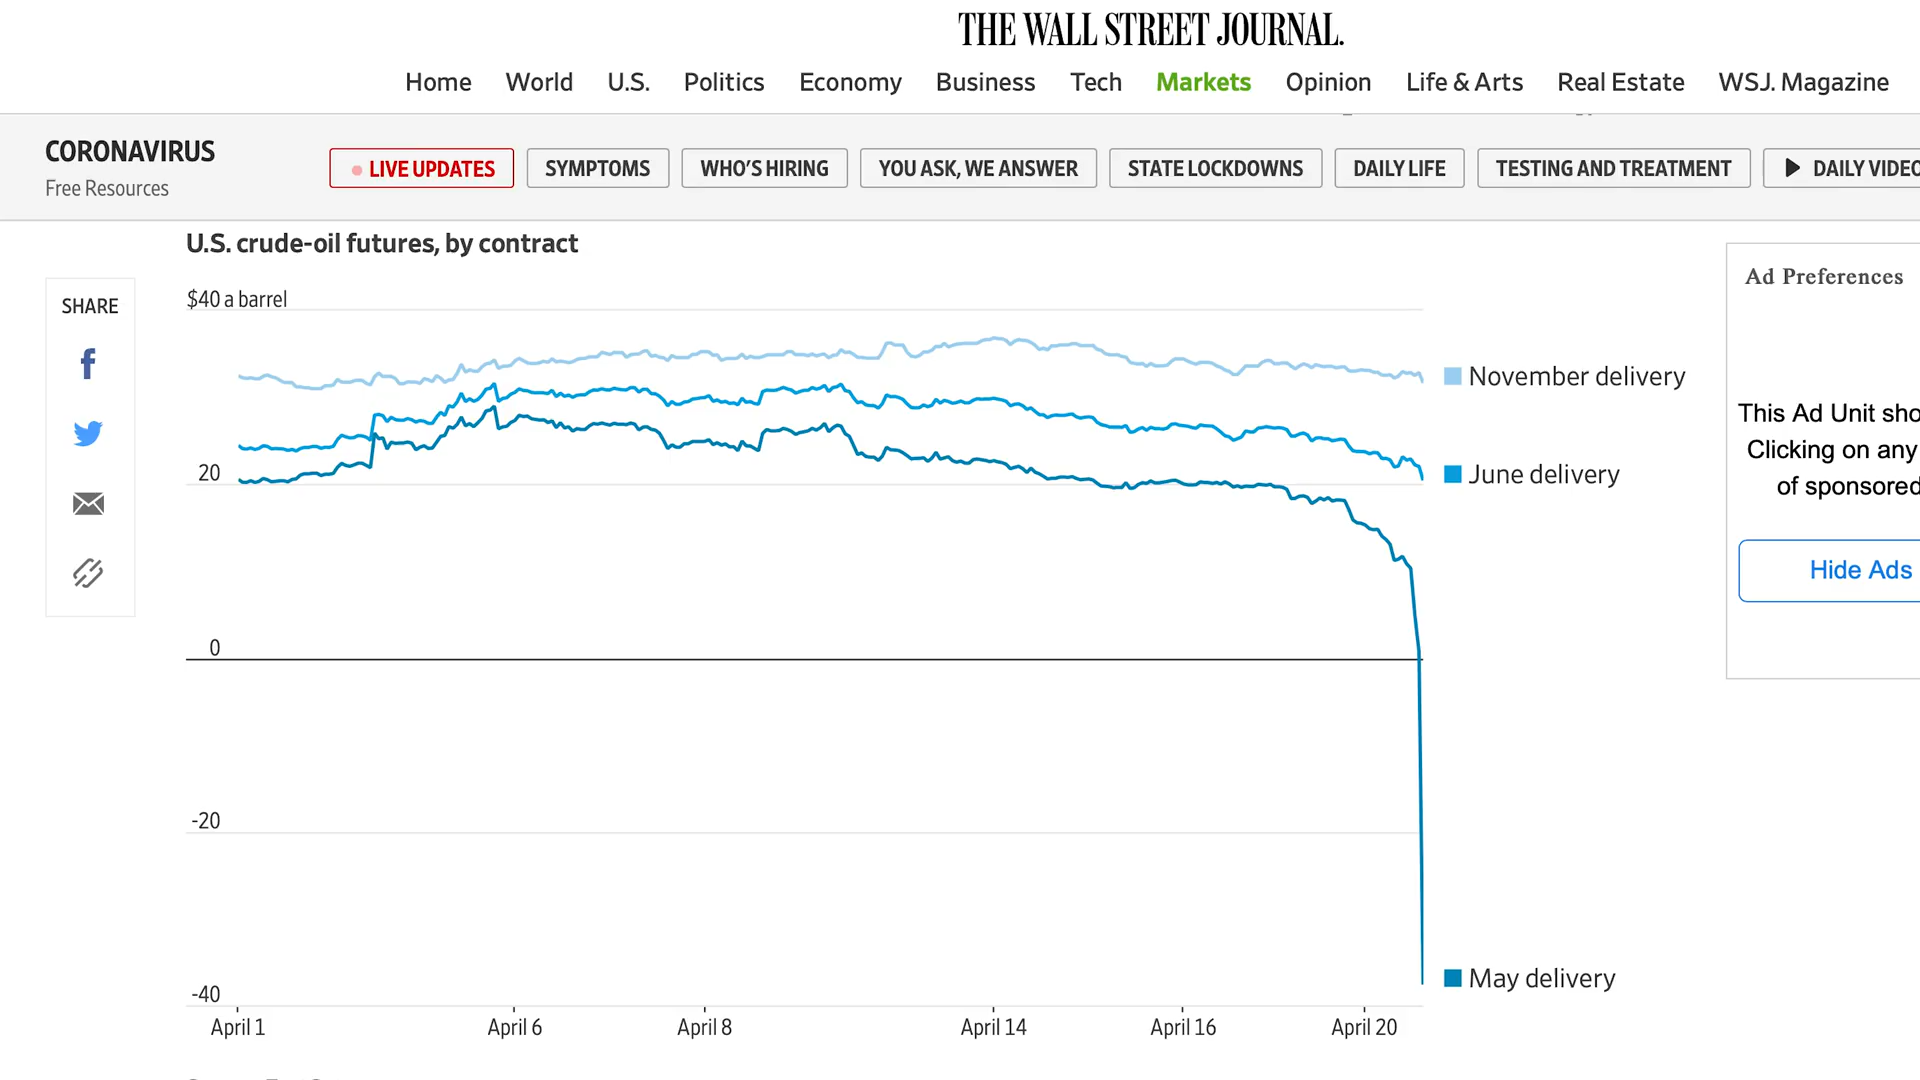 THE WALL STREET JOURNAL.
Home World U.S. Politics Economy Business Tech Markets Opinion Life & Arts Real Estate WSJ. Magazine
CORONAVIRUS
Free Resources
LIVE UPDATES SYMPTOMS WHO'S HIRING YOU ASK, WE ANSWER STATE LOCKDOWNS DAILY LIFE TESTING AND TREATMENT DAILY VIDEO
U.S. crude-oil futures, by contract
SHARE
$40 a barrel
20
0
-20
-40
November delivery
June delivery
May delivery
April 1 April 6 April 8 April 14 April 16 April 20
Ad Preferences
This Ad Unit sho
Clicking on any
of sponsored
Hide Ads